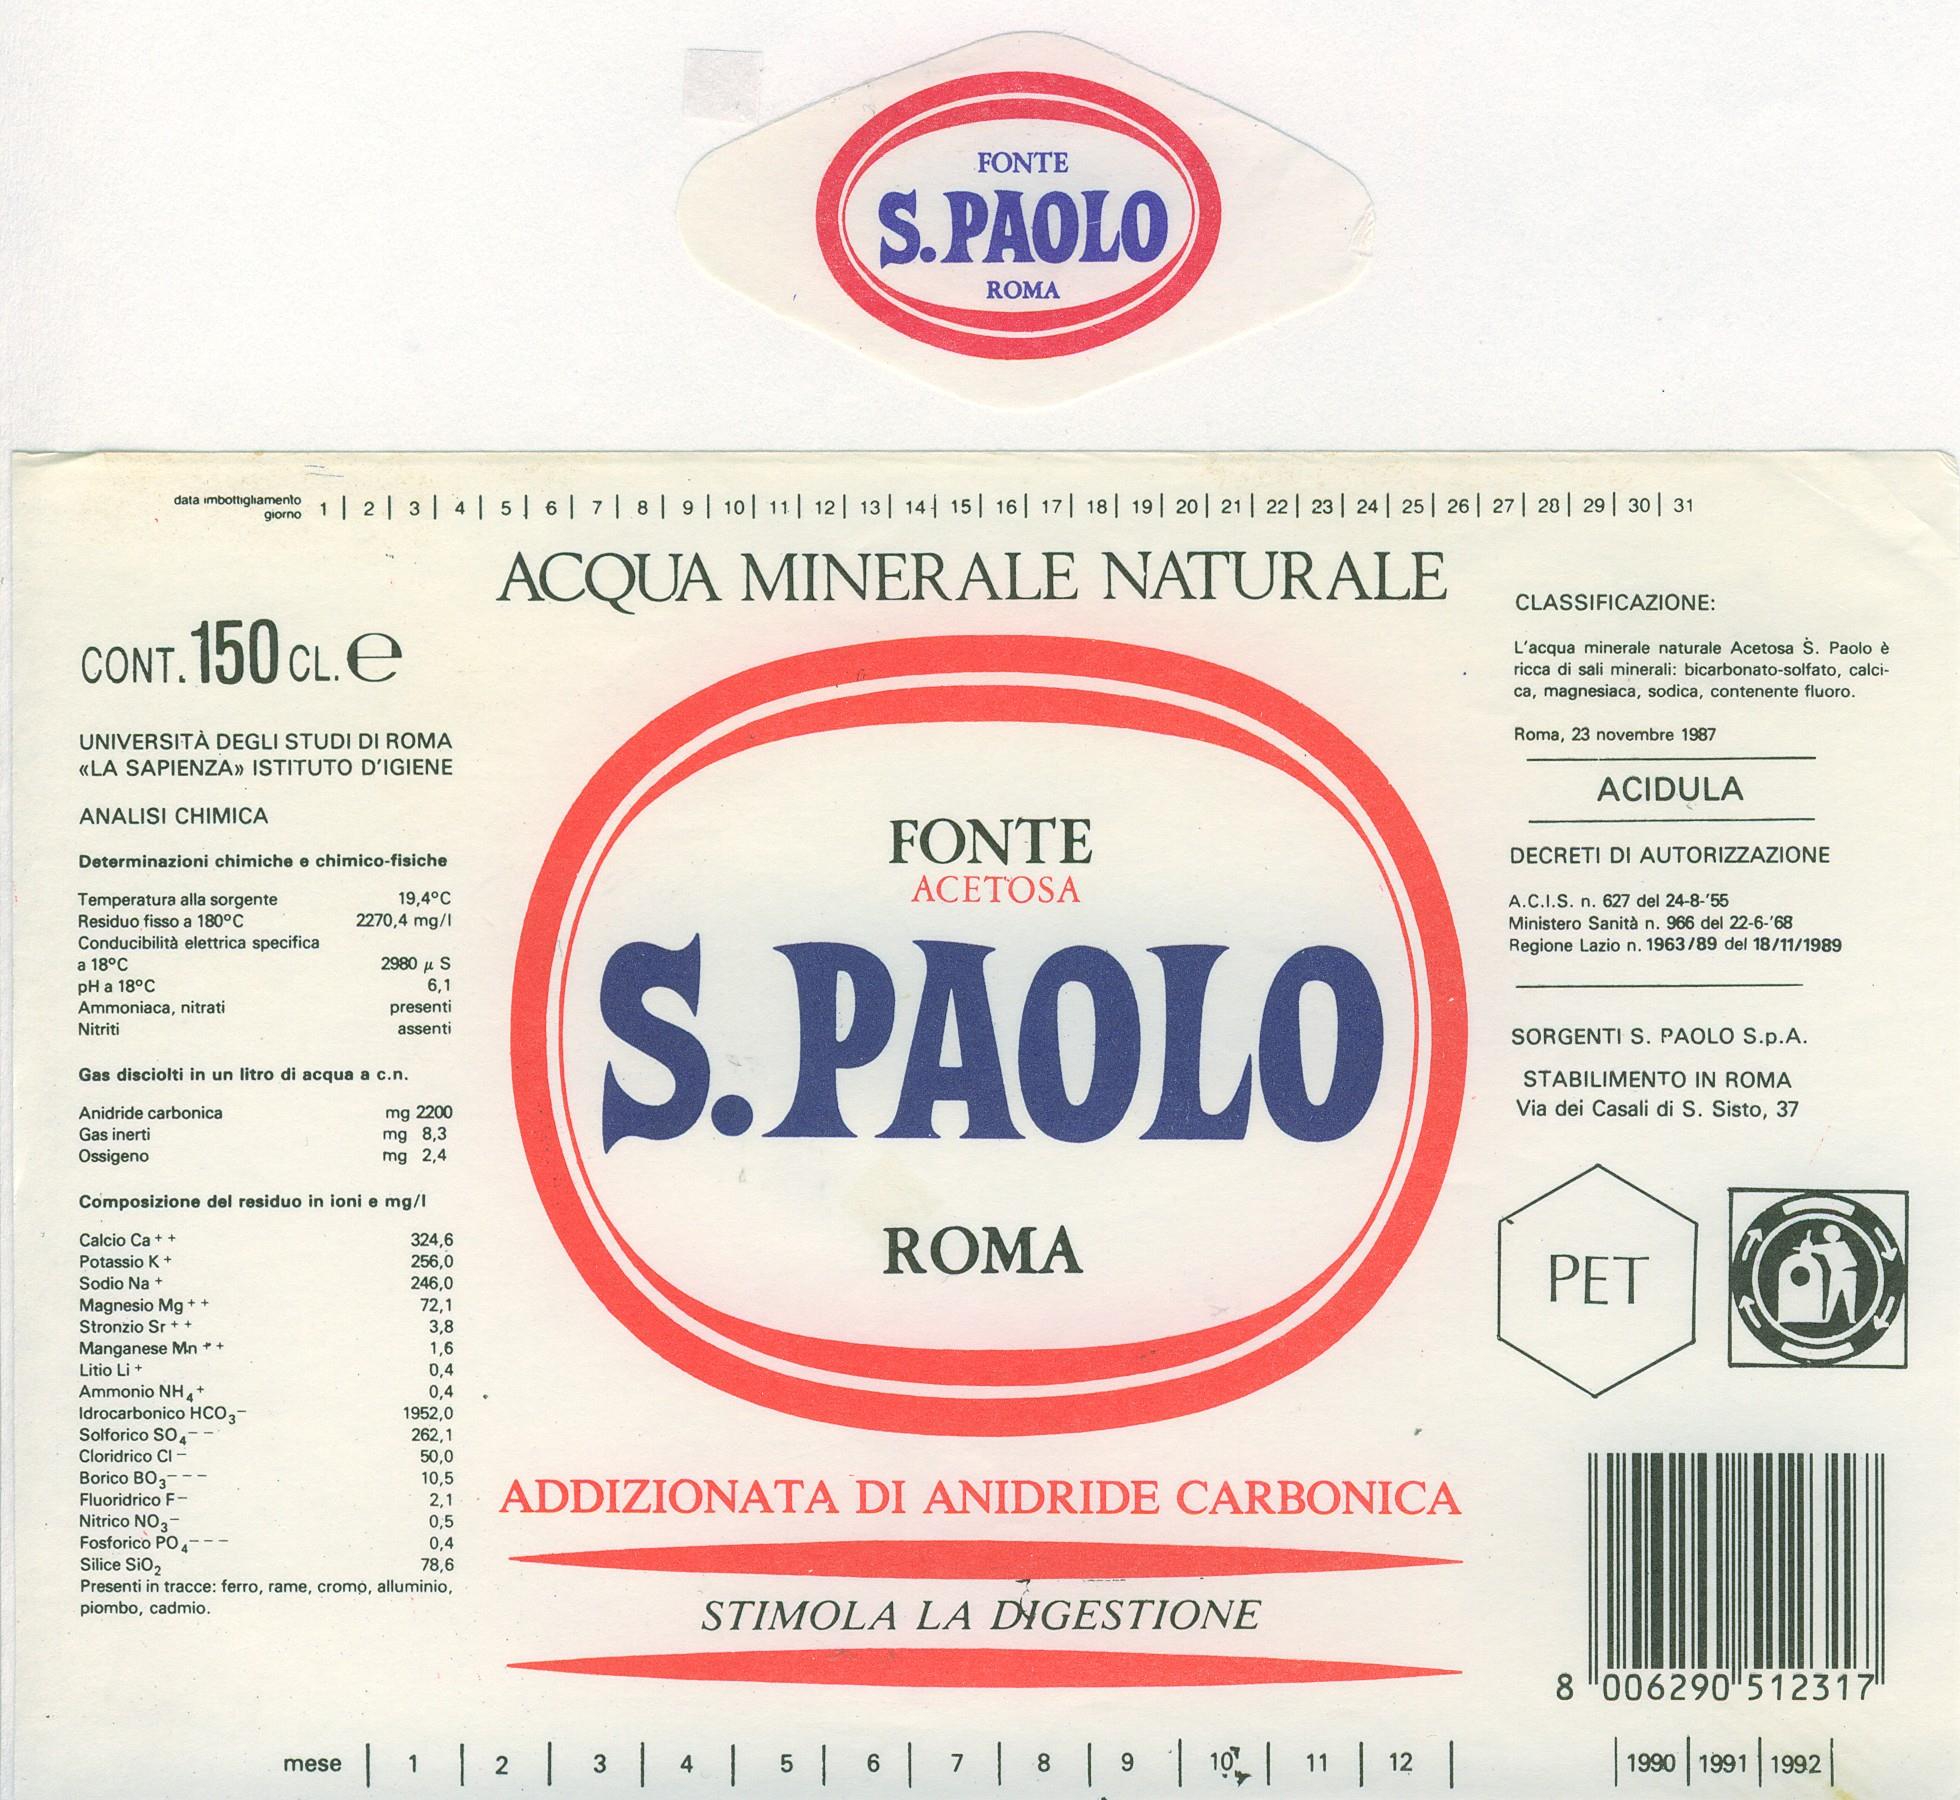 FONTE
S.PAOLO
ROMA
data imbottigliamento
giorno 1 | 2 | 3 | 4 | 5 | 6 | 7 | 8 | 9 | 10 | 11 | 12 | 13 | 14 | 15 | 16 | 17 | 18 | 19 | 20 | 21 | 22 | 23 | 24 | 25 | 26 | 27 | 28 | 29 | 30 | 31
ACQUA MINERALE NATURALE
CONT. 150 CL. e
UNIVERSITÀ DEGLI STUDI DI ROMA
«LA SAPIENZA» ISTITUTO D'IGIENE
ANALISI CHIMICA
Determinazioni chimiche e chimico-fisiche
Temperatura alla sorgente 19,4°C
Residuo fisso a 180°C 2270,4 mg/l
Conducibilità elettrica specifica
a 18°C 2980 µ S
pH a 18°C 6,1
Ammoniaca, nitrati presenti
Nitriti assenti
Gas disciolti in un litro di acqua a c.n.
Anidride carbonica mg 2200
Gas inerti mg 8,3
Ossigeno mg 2,4
Composizione del residuo in ioni e mg/l
Calcio Ca++ 324,6
Potassio K+ 256,0
Sodio Na+ 246,0
Magnesio Mg++ 72,1
Stronzio Sr++ 3,8
Manganese Mn++ 1,6
Litio Li+ 0,4
Ammonio NH4+ 0,4
Idrocarbonico HCO3− 1952,0
Solforico SO4−− 262,1
Cloridrico Cl− 50,0
Borico BO3−−− 10,5
Fluoridrico F− 2,1
Nitrico NO3− 0,5
Fosforico PO4−−− 0,4
Silice SiO2 78,6
Presenti in tracce: ferro, rame, cromo, alluminio,
piombo, cadmio.
FONTE
ACETOSA
S.PAOLO
ROMA
ADDIZIONATA DI ANIDRIDE CARBONICA
STIMOLA LA DIGESTIONE
CLASSIFICAZIONE:
L'acqua minerale naturale Acetosa S. Paolo è
ricca di sali minerali: bicarbonato-solfato, calci-
ca, magnesiaca, sodica, contenente fluoro.
Roma, 23 novembre 1987
ACIDULA
DECRETI DI AUTORIZZAZIONE
A.C.I.S. n. 627 del 24-8-'55
Ministero Sanità n. 966 del 22-6-'68
Regione Lazio n. 1963/89 del 18/11/1989
SORGENTI S. PAOLO S.p.A.
STABILIMENTO IN ROMA
Via dei Casali di S. Sisto, 37
PET
8 006290 512317
mese | 1 | 2 | 3 | 4 | 5 | 6 | 7 | 8 | 9 | 10 | 11 | 12 | | 1990 | 1991 | 1992 |